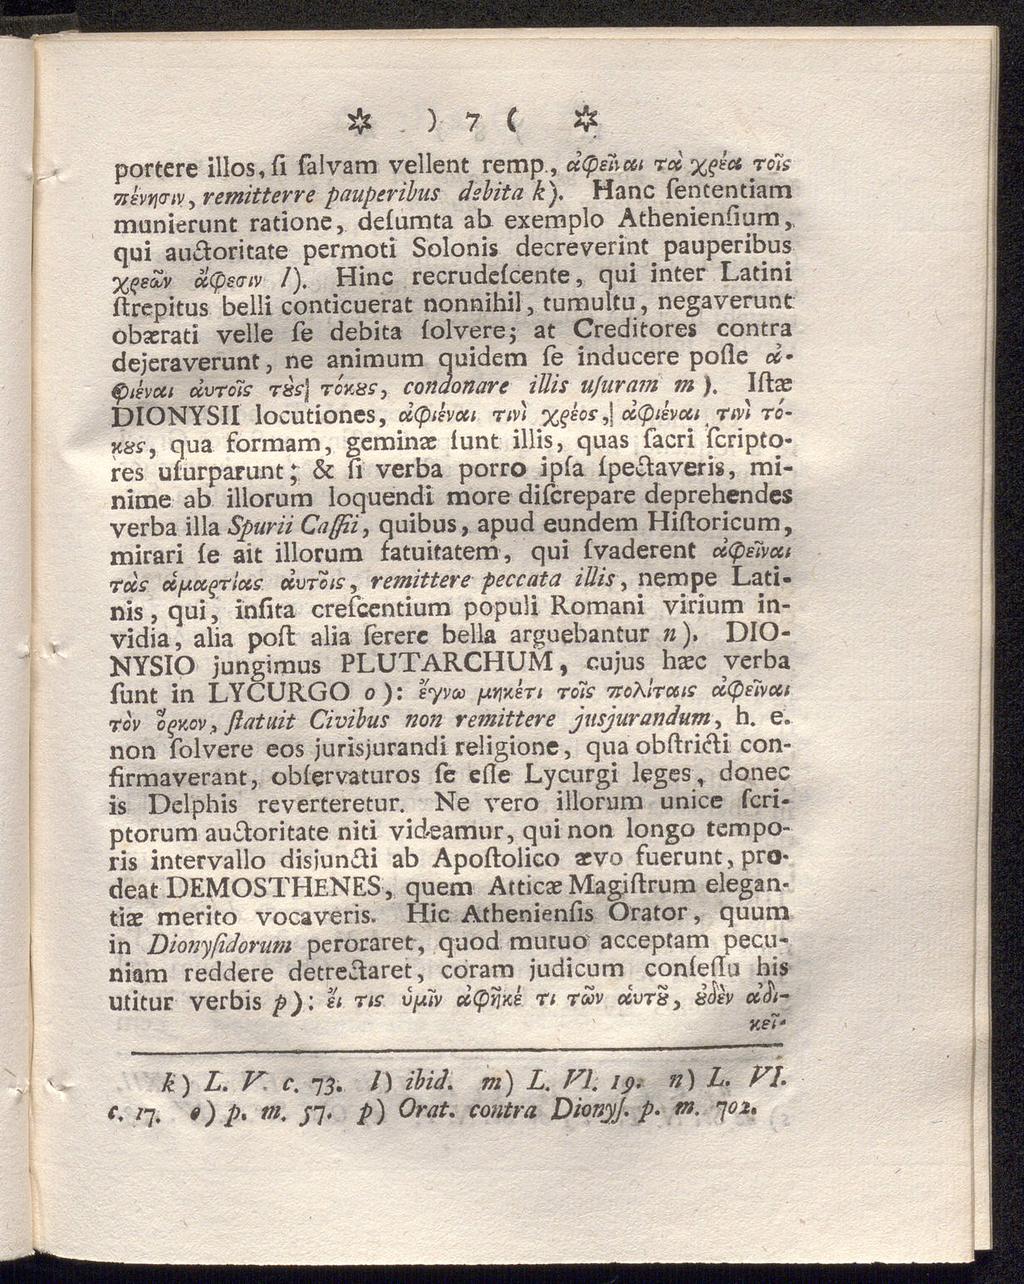 * ) 7 ( *
portere illos, ſi ſalvam vellent remp., ἀφεῖναι τὰ χρέα τοῖς
πένησιν, remitterre pauperibus debita k). Hanc ſententiam
munierunt ratione, deſumta ab exemplo Athenienſium,
qui auctoritate permoti Solonis decreverint pauperibus
χρεῶν ἄφεσιν l). Hinc recrudeſcente, qui inter Latini
ſtrepitus belli conticuerat nonnihil, tumultu, negaverunt
obærati velle ſe debita ſolvere; at Creditores contra
dejeraverunt, ne animum quidem ſe inducere poſſe ἀ-
φιέναι ἀυτοῖς τȣ̀ς τόκȣς, condonare illis uſuram m). Iſtæ
DIONYSII locutiones, ἀφιέναι τινὶ χρέος, ἀφιέναι τινὶ τό-
κȣς, qua formam, geminæ ſunt illis, quas ſacri ſcripto-
res uſurparunt; & ſi verba porro ipſa ſpectaveris, mi-
nime ab illorum loquendi more diſcrepare deprehendes
verba illa Spurii Caſſii, quibus, apud eundem Hiſtoricum,
mirari ſe ait illorum fatuitatem, qui ſvaderent ἀφεῖναι
τὰς ἁμαρτίας ἀυτοῖς, remittere peccata illis, nempe Lati-
nis, qui, inſita creſcentium populi Romani virium in-
vidia, alia poſt alia ſerere bella arguebantur n). DIO-
NYSIO jungimus PLUTARCHUM, cujus hæc verba
ſunt in LYCURGO o): ἔγνω μηκέτι τοῖς πολίταις ἀφεῖναι
τὸν ὅρκον, ſtatuit Civibus non remittere jusjurandum, h. e.
non ſolvere eos jurisjurandi religione, qua obſtricti con-
firmaverant, obſervaturos ſe eſſe Lycurgi leges, donec
is Delphis reverteretur. Ne vero illorum unice ſcri-
ptorum auctoritate niti videamur, qui non longo tempo-
ris intervallo disjuncti ab Apoſtolico ævo fuerunt, pro-
deat DEMOSTHENES, quem Atticæ Magiſtrum elegan-
tiæ merito vocaveris. Hic Athenienſis Orator, quum
in Dionyſidorum peroraret, quod mutuo acceptam pecu-
niam reddere detrectaret, coram judicum conſeſſu his
utitur verbis p): ἔι τις ὑμῖν ἀφῆκέ τι τῶν ἀυτȣ͂, ȣ̓δὲν ἀδι-
κεῖ-
k) L. V. c. 73. l) ibid. m) L. VI. 19. n) L. VI.
c. 17. o) p. m. 57. p) Orat. contra Dionyſ. p. m. 702.